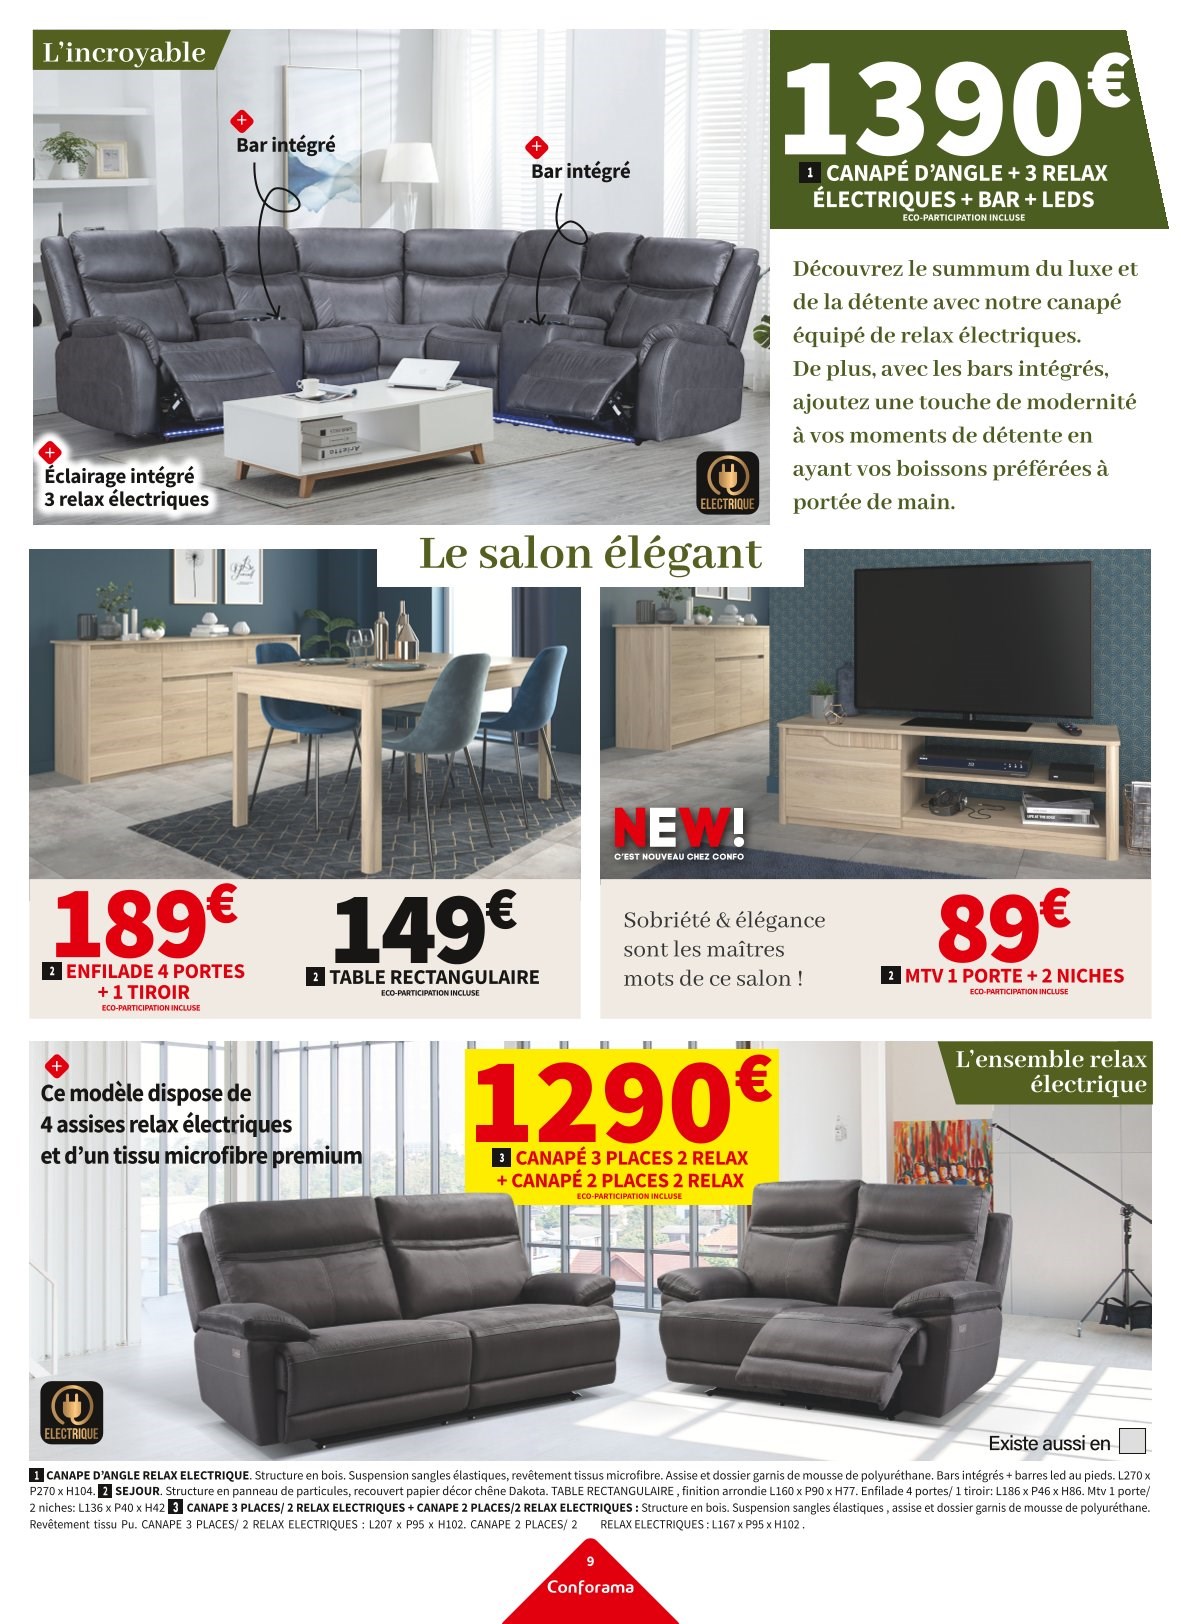 L'incroyable
Bar intégré
Bar intégré
Éclairage intégré
3 relax électriques
ELECTRIQUE
1390€
1 CANAPÉ D'ANGLE + 3 RELAX
ÉLECTRIQUES + BAR + LEDS
ECO-PARTICIPATION INCLUSE
Découvrez le summum du luxe et
de la détente avec notre canapé
équipé de relax électriques.
De plus, avec les bars intégrés,
ajoutez une touche de modernité
à vos moments de détente en
ayant vos boissons préférées à
portée de main.
Le salon élégant
189€
2 ENFILADE 4 PORTES
+ 1 TIROIR
ECO-PARTICIPATION INCLUSE
149€
2 TABLE RECTANGULAIRE
ECO-PARTICIPATION INCLUSE
NEW!
C'EST NOUVEAU CHEZ CONFO
Sobriété & élégance
sont les maîtres
mots de ce salon !
89€
2 MTV 1 PORTE + 2 NICHES
ECO-PARTICIPATION INCLUSE
Ce modèle dispose de
4 assises relax électriques
et d'un tissu microfibre premium
1290€
3 CANAPÉ 3 PLACES 2 RELAX
+ CANAPÉ 2 PLACES 2 RELAX
ECO-PARTICIPATION INCLUSE
L'ensemble relax
électrique
ELECTRIQUE
Existe aussi en
1 CANAPE D'ANGLE RELAX ELECTRIQUE. Structure en bois. Suspension sangles élastiques, revêtement tissus microfibre. Assise et dossier garnis de mousse de polyuréthane. Bars intégrés + barres led au pieds. L270 x
P270 x H104. 2 SEJOUR. Structure en panneau de particules, recouvert papier décor chêne Dakota. TABLE RECTANGULAIRE , finition arrondie L160 x P90 x H77. Enfilade 4 portes/ 1 tiroir: L186 x P46 x H86. Mtv 1 porte/
2 niches: L136 x P40 x H42 3 CANAPE 3 PLACES/ 2 RELAX ELECTRIQUES + CANAPE 2 PLACES/2 RELAX ELECTRIQUES : Structure en bois. Suspension sangles élastiques , assise et dossier garnis de mousse de polyuréthane.
Revêtement tissu Pu. CANAPE 3 PLACES/ 2 RELAX ELECTRIQUES : L207 x P95 x H102. CANAPE 2 PLACES/ 2 RELAX ELECTRIQUES : L167 x P95 x H102 .
9
Conforama